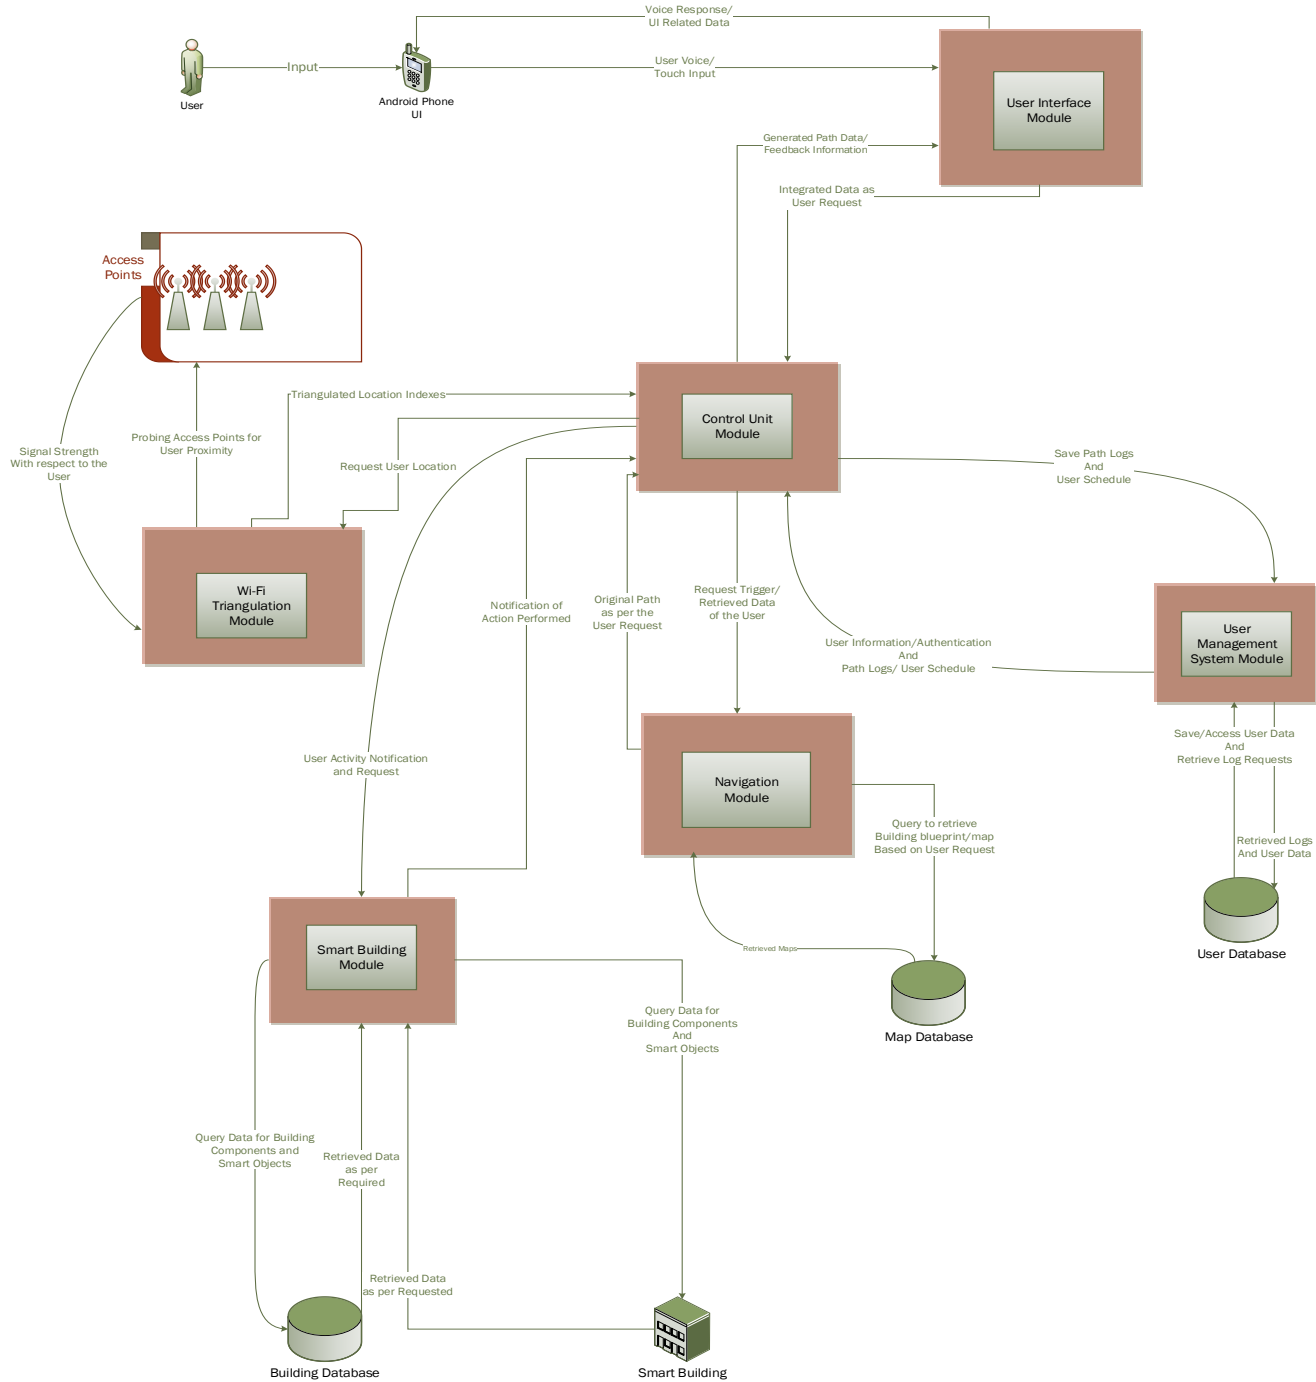 Voice Response/
UI Related Data
User
Input
Android Phone
UI
User Voice/
Touch Input
User Interface
Module
Generated Path Data/
Feedback Information
Integrated Data as
User Request
Access
Points
Signal Strength
With respect to the
User
Probing Access Points for
User Proximity
Triangulated Location Indexes
Request User Location
Control Unit
Module
Save Path Logs
And
User Schedule
Wi-Fi
Triangulation
Module
Notification of
Action Performed
Original Path
as per the
User Request
Request Trigger/
Retrieved Data
of the User
User Information/Authentication
And
Path Logs/ User Schedule
User
Management
System Module
User Activity Notification
and Request
Navigation
Module
Save/Access User Data
And
Retrieve Log Requests
Query to retrieve
Building blueprint/map
Based on User Request
Retrieved Logs
And User Data
Retrieved Maps
User Database
Map Database
Smart Building
Module
Query Data for
Building Components
And
Smart Objects
Query Data for Building
Components and
Smart Objects
Retrieved Data
as per
Required
Retrieved Data
as per Requested
Building Database
Smart Building